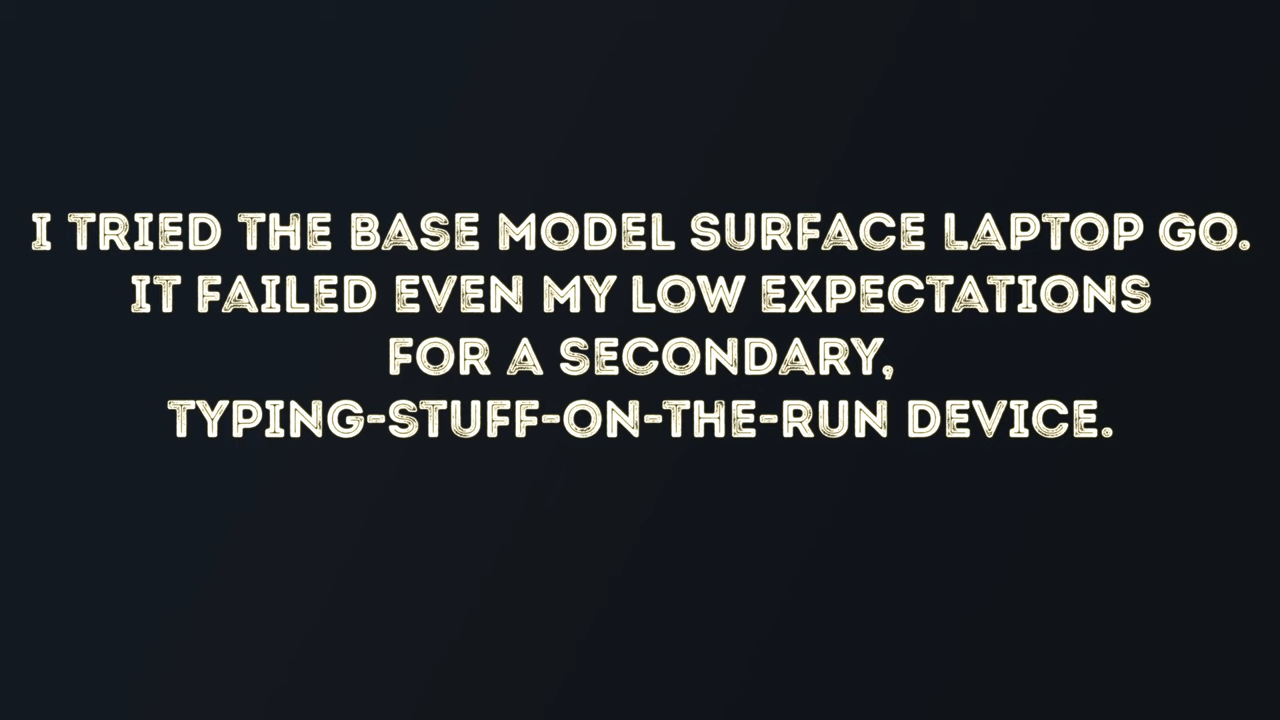 I TRIED THE BASE MODEL SURFACE LAPTOP GO.
IT FAILED EVEN MY LOW EXPECTATIONS
FOR A SECONDARY,
TYPING-STUFF-ON-THE-RUN DEVICE.